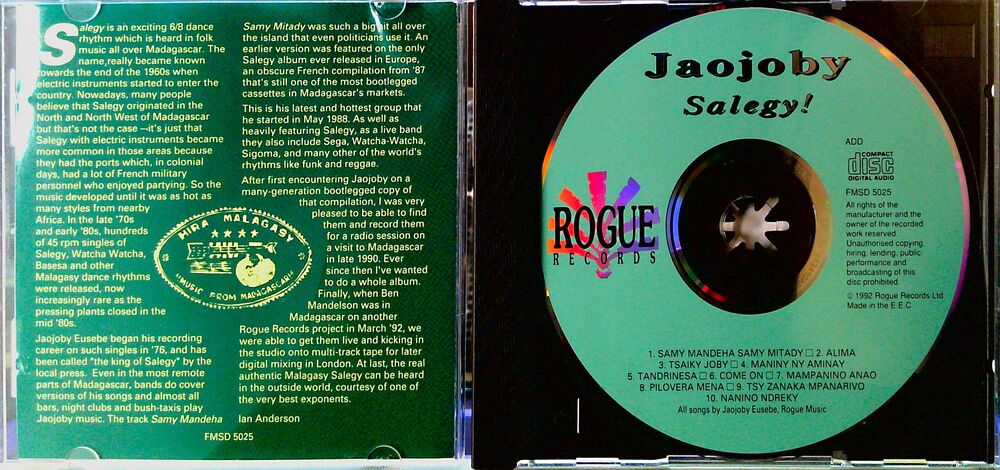 Salegy is an exciting 6/8 dance
rhythm which is heard in folk
music all over Madagascar. The
name,really became known
towards the end of the 1960s when
electric instruments started to enter the
country. Nowadays, many people
believe that Salegy originated in the
North and North West of Madagascar
but that's not the case --it's just that
Salegy with electric instruments became
more common in those areas because
they had the ports which, in colonial
days, had a lot of French military
personnel who enjoyed partying. So the
music developed until it was as hot as
many styles from nearby
Africa. In the late '70s
and early '80s, hundreds
of 45 rpm singles of
Salegy, Watcha Watcha,
Basesa and other
Malagasy dance rhythms
were released, now
increasingly rare as the
pressing plants closed in the
mid '80s.
Jaojoby Eusebe began his recording
career on such singles in '76, and has
been called "the king of Salegy" by the
local press. Even in the most remote
parts of Madagascar, bands do cover
versions of his songs and almost all
bars, night clubs and bush-taxis play
Jaojoby music. The track Samy Mandeha
Samy Mitady was such a big hit all over
the island that even politicians use it. An
earlier version was featured on the only
Salegy album ever released in Europe,
an obscure French compilation from '87
that's still one of the most bootlegged
cassettes in Madagascar's markets.
This is his latest and hottest group that
he started in May 1988. As well as
heavily featuring Salegy, as a live band
they also include Sega, Watcha-Watcha,
Sigoma, and many other of the world's
rhythms like funk and reggae.
After first encountering Jaojoby on a
many-generation bootlegged copy of
that compilation, I was very
pleased to be able to find
them and record them
for a radio session on
a visit to Madagascar
in late 1990. Ever
since then I've wanted
to do a whole album.
Finally, when Ben
Mandelson was in
Madagascar on another
Rogue Records project in March '92, we
were able to get them live and kicking in
the studio onto multi-track tape for later
digital mixing in London. At last, the real
authentic Malagasy Salegy can be heard
in the outside world, courtesy of one of
the very best exponents.
Ian Anderson
HIRA MALAGASY
MUSIC FROM MADAGASCAR
FMSD 5025
Jaojoby
Salegy!
ADD
COMPACT
disc
DIGITAL AUDIO
FMSD 5025
All rights of the
manufacturer and the
owner of the recorded
work reserved.
Unauthorised copying,
hiring, lending, public
performance and
broadcasting of this
disc prohibited.
© 1992 Rogue Records Ltd
Made in the E.E.C.
ROGUE
RECORDS
1. SAMY MANDEHA SAMY MITADY □ 2. ALIMA
3. TSAIKY JOBY □ 4. MANINY NY AMINAY
5. TANDRINESA □ 6. COME ON □ 7. MAMPANINO ANAO
8. PILOVERA MENA □ 9. TSY ZANAKA MPANARIVO
10. NANINO NDREKY
All songs by Jaojoby Eusebe, Rogue Music